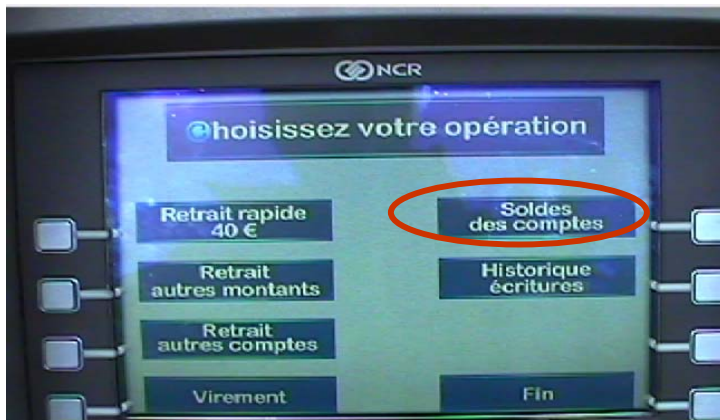 NCR
Choisissez votre opération
Retrait rapide
40 €
Soldes
des comptes
Retrait
autres montants
Historique
écritures
Retrait
autres comptes
Virement
Fin